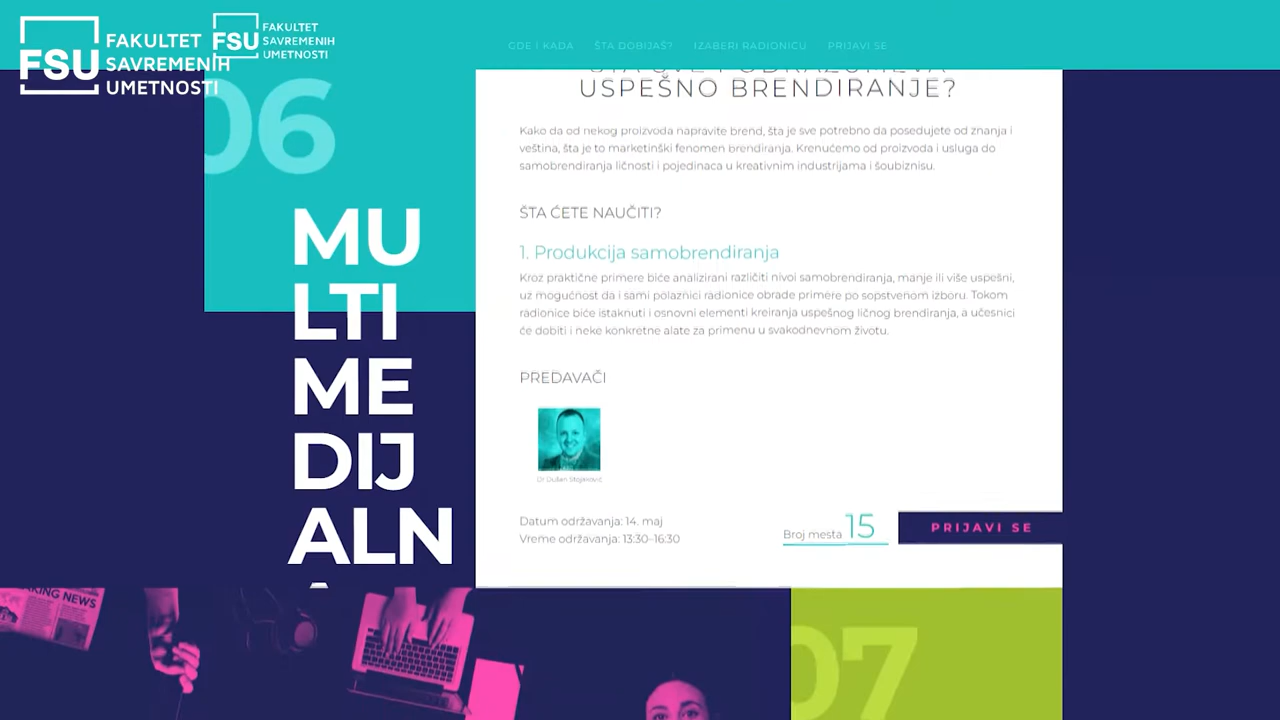 FSU
FAKULTET
SAVREMENIH
UMETNOSTI
FSU
FAKULTET
SAVREMENIH
UMETNOSTI
GDE I KADA
ŠTA DOBIJAŠ?
IZABERI RADIONICU
PRIJAVI SE
06
MU
LTI
ME
DIJ
ALN
USPEŠNO BRENDIRANJE?
Kako da od nekog proizvoda napravite brend, šta je sve potrebno da posedujete od znanja i
veština, šta je to marketinški fenomen brendiranja. Krenućemo od proizvoda i usluga do
samobrendiranja ličnosti i pojedinaca u kreativnim industrijama i šoubiznisu.
ŠTA ĆETE NAUČITI?
1. Produkcija samobrendiranja
Kroz praktične primere biće analizirani različiti nivoi samobrendiranja, manje ili više uspešni,
uz mogućnost da i sami polaznici radionice obrade primere po sopstvenom izboru. Tokom
radionice biće istaknuti i osnovni elementi kreiranja uspešnog ličnog brendiranja, a učesnici
će dobiti i neke konkretne alate za primenu u svakodnevnom životu.
PREDAVAČI
Datum održavanja: 14. maj
Vreme održavanja: 13:30–16:30
Broj mesta 15
PRIJAVI SE
NEWS
07